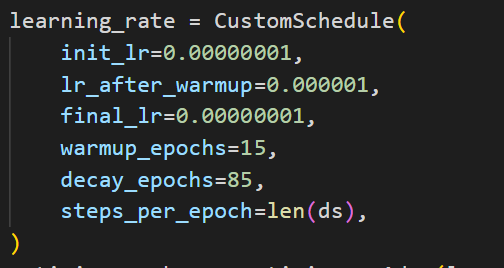 learning_rate = CustomSchedule(
    init_lr=0.00000001,
    lr_after_warmup=0.000001,
    final_lr=0.00000001,
    warmup_epochs=15,
    decay_epochs=85,
    steps_per_epoch=len(ds),
)